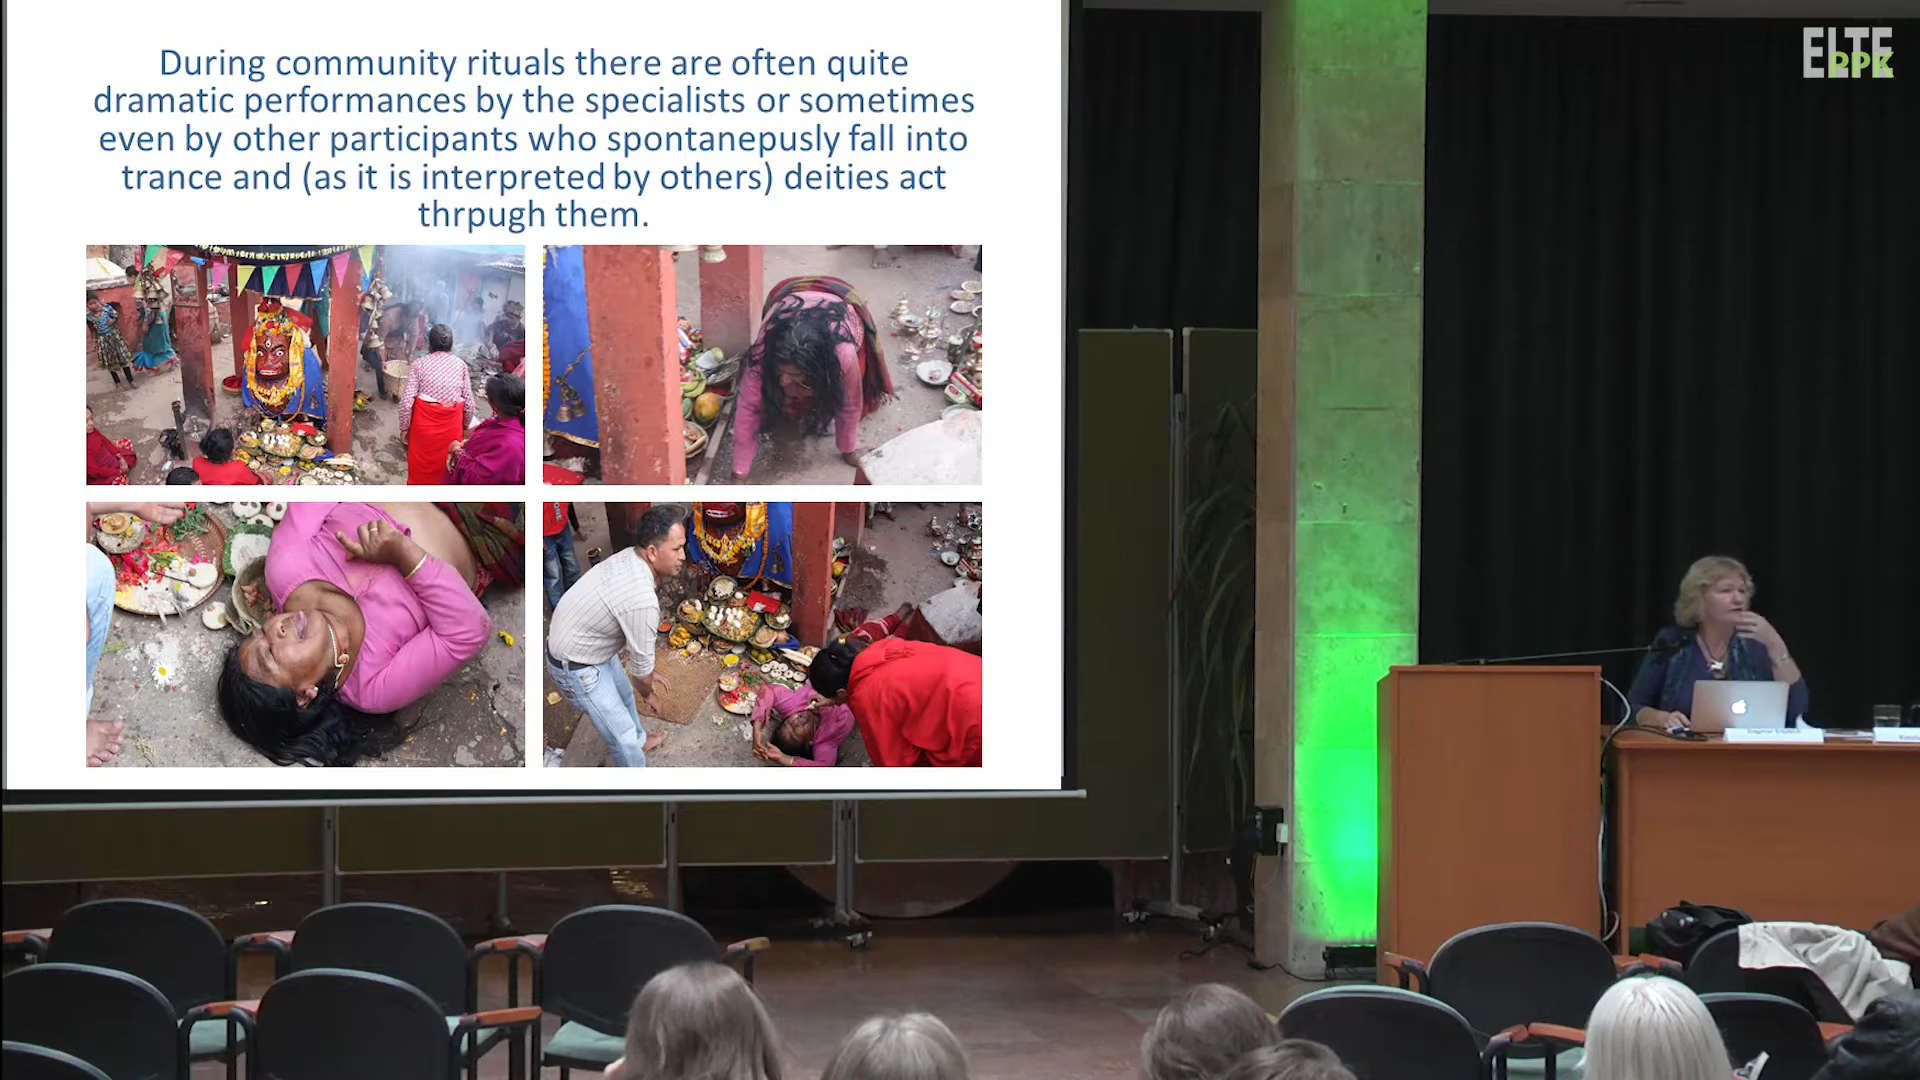 During community rituals there are often quite
dramatic performances by the specialists or sometimes
even by other participants who spontanepusly fall into
trance and (as it is interpreted by others) deities act
thrpugh them.
ELTE
PPK